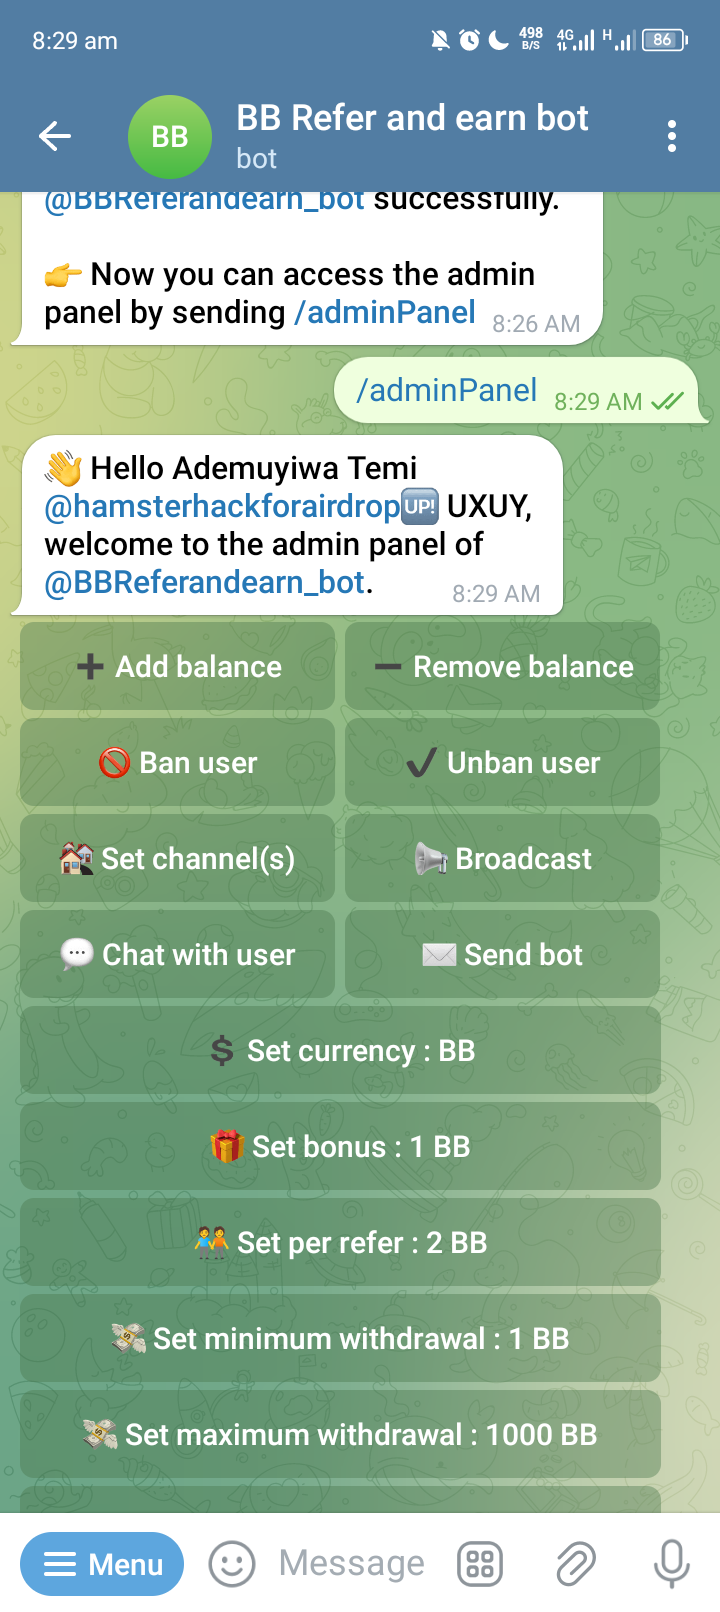 8:29 am
498 B/S 4G H 86
BB
BB Refer and earn bot
bot
@BBReferandearn_bot successfully.
👉 Now you can access the admin
panel by sending /adminPanel 8:26 AM
/adminPanel 8:29 AM
👋 Hello Ademuyiwa Temi
@hamsterhackforairdrop🆙 UXUY,
welcome to the admin panel of
@BBReferandearn_bot. 8:29 AM
➕ Add balance
➖ Remove balance
🚫 Ban user
✔️ Unban user
🏘 Set channel(s)
📢 Broadcast
💬 Chat with user
✉️ Send bot
💲 Set currency : BB
🎁 Set bonus : 1 BB
🧑‍🤝‍🧑 Set per refer : 2 BB
💸 Set minimum withdrawal : 1 BB
💸 Set maximum withdrawal : 1000 BB
Menu
Message